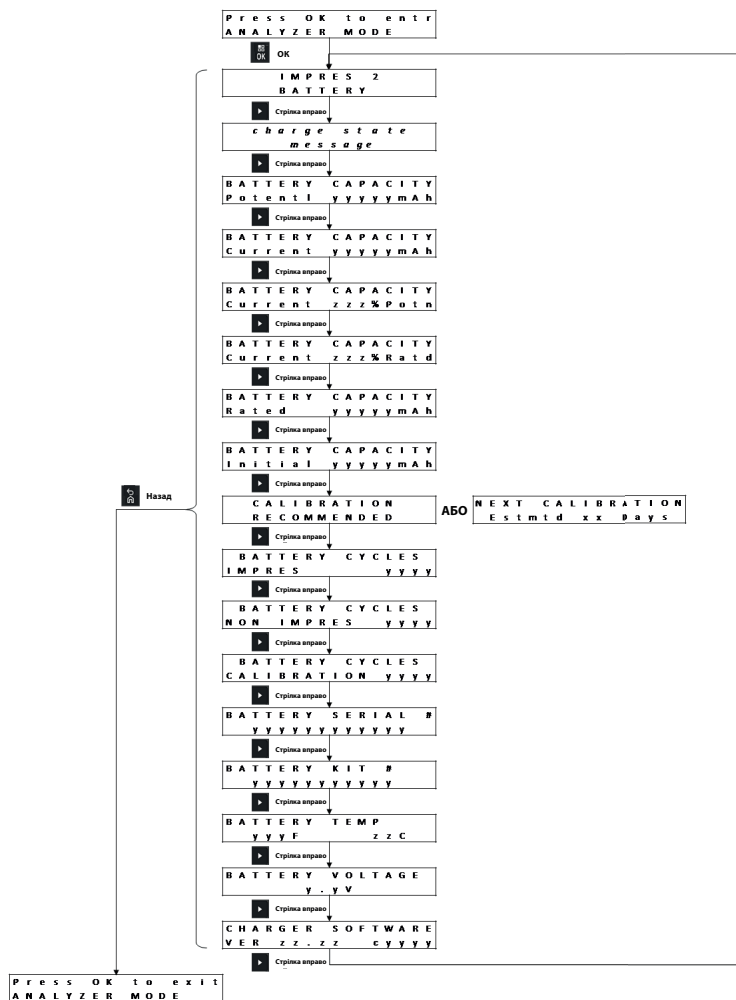 Press OK to entr
ANALYZER MODE
OK OK
IMPRES 2
BATTERY
Стрілка вправо
charge state
message
Стрілка вправо
BATTERY CAPACITY
Potentl yyyyymAh
Стрілка вправо
BATTERY CAPACITY
Current yyyyymAh
Стрілка вправо
BATTERY CAPACITY
Current zzz%Potn
Стрілка вправо
BATTERY CAPACITY
Current zzz%Ratd
Стрілка вправо
BATTERY CAPACITY
Rated yyyyymAh
Стрілка вправо
BATTERY CAPACITY
Initial yyyyymAh
Стрілка вправо
Назад
CALIBRATION
RECOMMENDED
АБО
NEXT CALIBRATION
Estmtd xx Days
Стрілка вправо
BATTERY CYCLES
IMPRES yyyy
Стрілка вправо
BATTERY CYCLES
NON IMPRES yyyy
Стрілка вправо
BATTERY CYCLES
CALIBRATION yyyy
Стрілка вправо
BATTERY SERIAL #
yyyyyyyyyyyy
Стрілка вправо
BATTERY KIT #
yyyyyyyyyyy
Стрілка вправо
BATTERY TEMP
yyyF zzC
Стрілка вправо
BATTERY VOLTAGE
y.yV
Стрілка вправо
CHARGER SOFTWARE
VER zz.zz cyyyy
Стрілка вправо
Press OK to exit
ANALYZER MODE